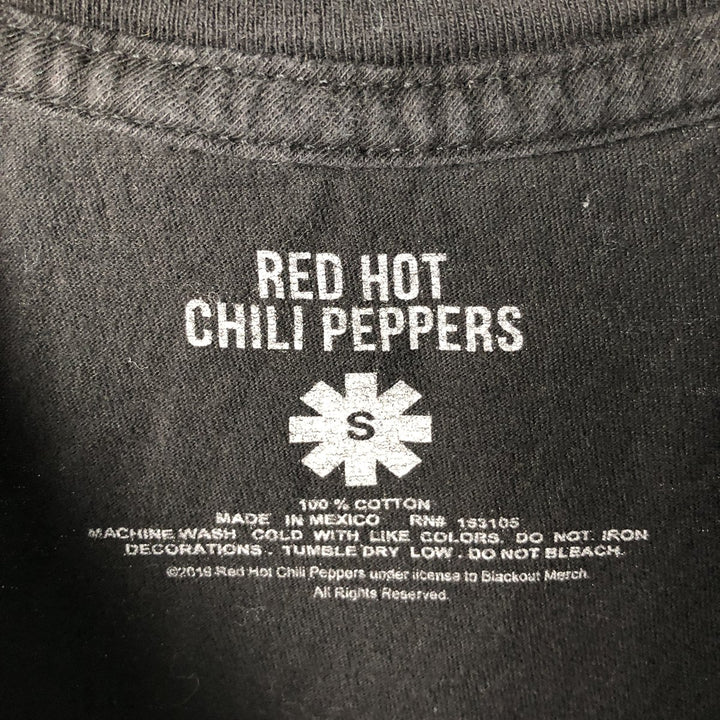 RED HOT
CHILI PEPPERS
S
100 % COTTON
MADE IN MEXICO RN# 153105
MACHINE WASH COLD WITH LIKE COLORS. DO NOT IRON
DECORATIONS. TUMBLE DRY LOW. DO NOT BLEACH.
©2019 Red Hot Chili Peppers under license to Blackout Merch.
All Rights Reserved.